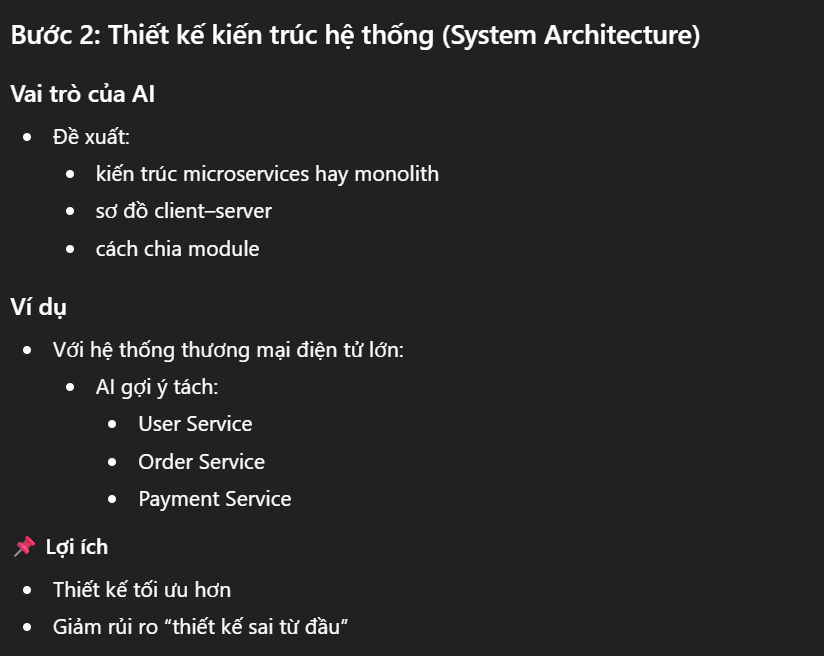 Bước 2: Thiết kế kiến trúc hệ thống (System Architecture)
Vai trò của AI
Đề xuất:
kiến trúc microservices hay monolith
sơ đồ client–server
cách chia module
Ví dụ
Với hệ thống thương mại điện tử lớn:
AI gợi ý tách:
User Service
Order Service
Payment Service
📌 Lợi ích
Thiết kế tối ưu hơn
Giảm rủi ro “thiết kế sai từ đầu”